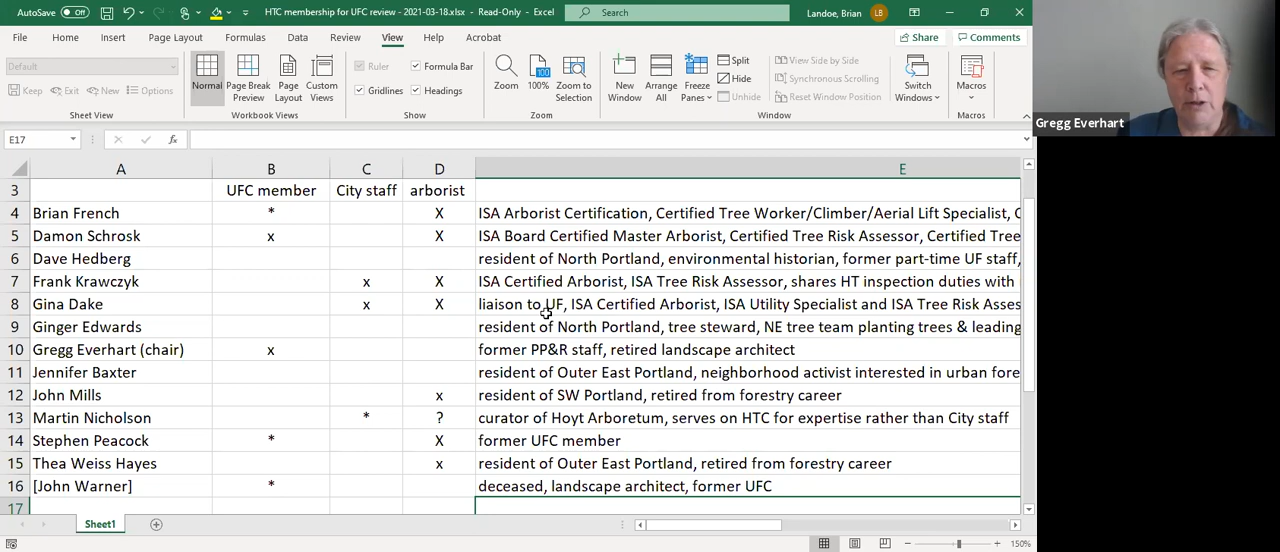 AutoSave Off HTC membership for UFC review - 2021-03-18.xlsx - Read-Only - Excel Search Landoe, Brian LB
File Home Insert Page Layout Formulas Data Review View Help Acrobat Share Comments
Default Keep Exit New Options Sheet View
Normal Page Break Preview Page Layout Custom Views Workbook Views
Ruler Formula Bar Gridlines Headings Show
Zoom 100 100% Zoom to Selection Zoom
New Window Arrange All Freeze Panes Split Hide Unhide View Side by Side Synchronous Scrolling Reset Window Position Switch Windows Window
Macros Macros
Gregg Everhart
E17 fx
A B C D E
3 UFC member City staff arborist
4 Brian French * X ISA Arborist Certification, Certified Tree Worker/Climber/Aerial Lift Specialist,
5 Damon Schrosk x X ISA Board Certified Master Arborist, Certified Tree Risk Assessor, Certified Tree
6 Dave Hedberg resident of North Portland, environmental historian, former part-time UF staff,
7 Frank Krawczyk x X ISA Certified Arborist, ISA Tree Risk Assessor, shares HT inspection duties with
8 Gina Dake x X liaison to UF, ISA Certified Arborist, ISA Utility Specialist and ISA Tree Risk Asses
9 Ginger Edwards resident of North Portland, tree steward, NE tree team planting trees & leading
10 Gregg Everhart (chair) x former PP&R staff, retired landscape architect
11 Jennifer Baxter resident of Outer East Portland, neighborhood activist interested in urban fore
12 John Mills x resident of SW Portland, retired from forestry career
13 Martin Nicholson * ? curator of Hoyt Arboretum, serves on HTC for expertise rather than City staff
14 Stephen Peacock * X former UFC member
15 Thea Weiss Hayes x resident of Outer East Portland, retired from forestry career
16 [John Warner] * deceased, landscape architect, former UFC
17
Sheet1
150%